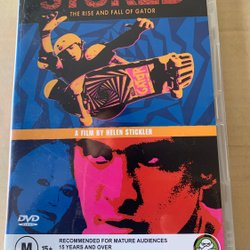 STOKED
THE RISE AND FALL OF GATOR
A FILM BY HELEN STICKLER
DVD
M
15+
RECOMMENDED FOR MATURE AUDIENCES
15 YEARS AND OVER